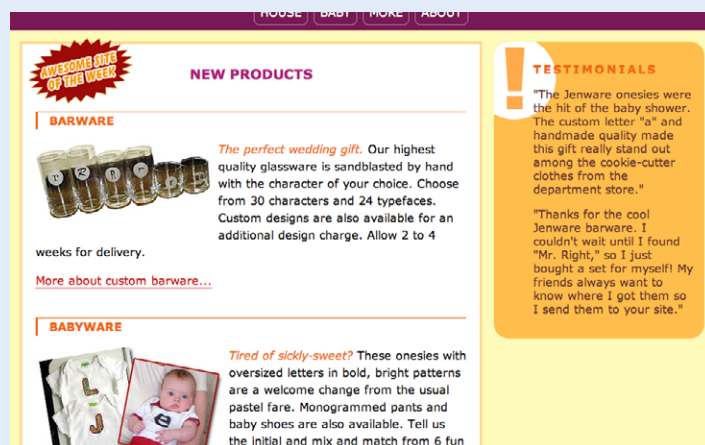 HOUSE BABY MORE ABOUT
AWESOME SITE
OF THE WEEK
NEW PRODUCTS
BARWARE
The perfect wedding gift. Our highest
quality glassware is sandblasted by hand
with the character of your choice. Choose
from 30 characters and 24 typefaces.
Custom designs are also available for an
additional design charge. Allow 2 to 4
weeks for delivery.
More about custom barware...
BABYWARE
L
J
e
Tired of sickly-sweet? These onesies with
oversized letters in bold, bright patterns
are a welcome change from the usual
pastel fare. Monogrammed pants and
baby shoes are also available. Tell us
the initial and mix and match from 6 fun
!
TESTIMONIALS
"The Jenware onesies were
the hit of the baby shower.
The custom letter "a" and
handmade quality made
this gift really stand out
among the cookie-cutter
clothes from the
department store."
"Thanks for the cool
Jenware barware. I
couldn't wait until I found
"Mr. Right," so I just
bought a set for myself! My
friends always want to
know where I got them so
I send them to your site."